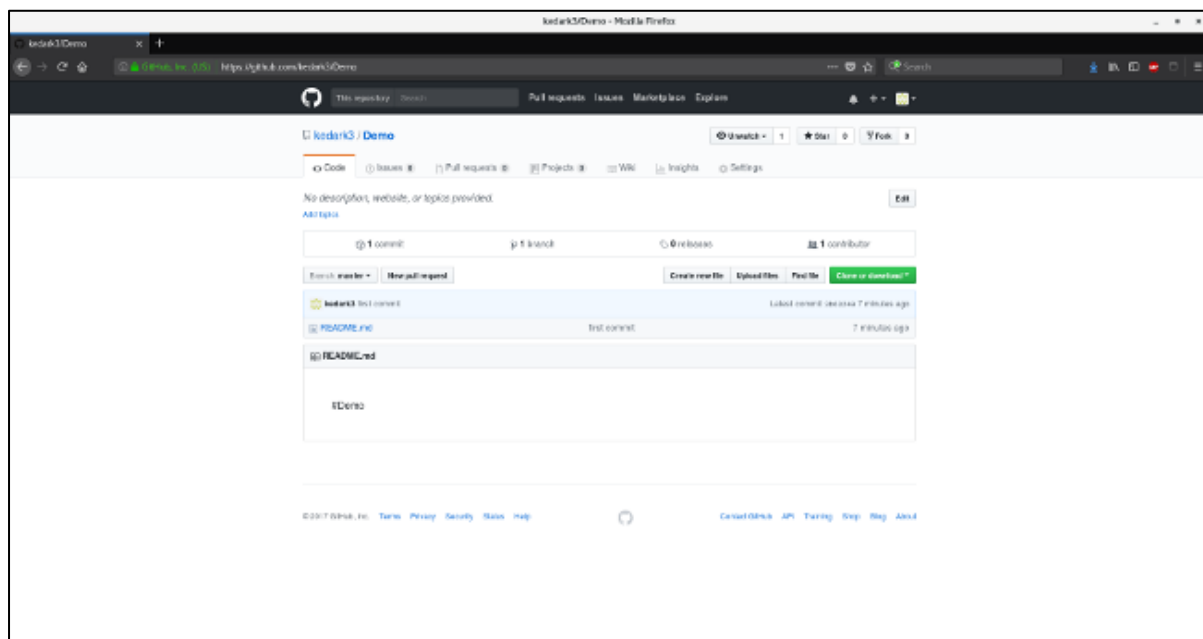 kedark3/Demo - Mozilla Firefox
kedark3/Demo
GitHub, Inc. (US) https://github.com/kedark3/Demo Search
This repository Search Pull requests Issues Marketplace Explore
kedark3 / Demo Unwatch 1 Star 0 Fork
Code Issues Pull requests Projects Wiki Insights Settings
No description, website, or topics provided. Edit
Add topics
1 commit 1 branch 0 releases 1 contributor
Branch: master New pull request Create new file Upload files Find file Clone or download
kedark3 first commit Latest commit 7 minutes ago
README.md first commit 7 minutes ago
README.md
#Demo
© 2017 GitHub, Inc. Terms Privacy Security Status Help Contact GitHub API Training Shop Blog About